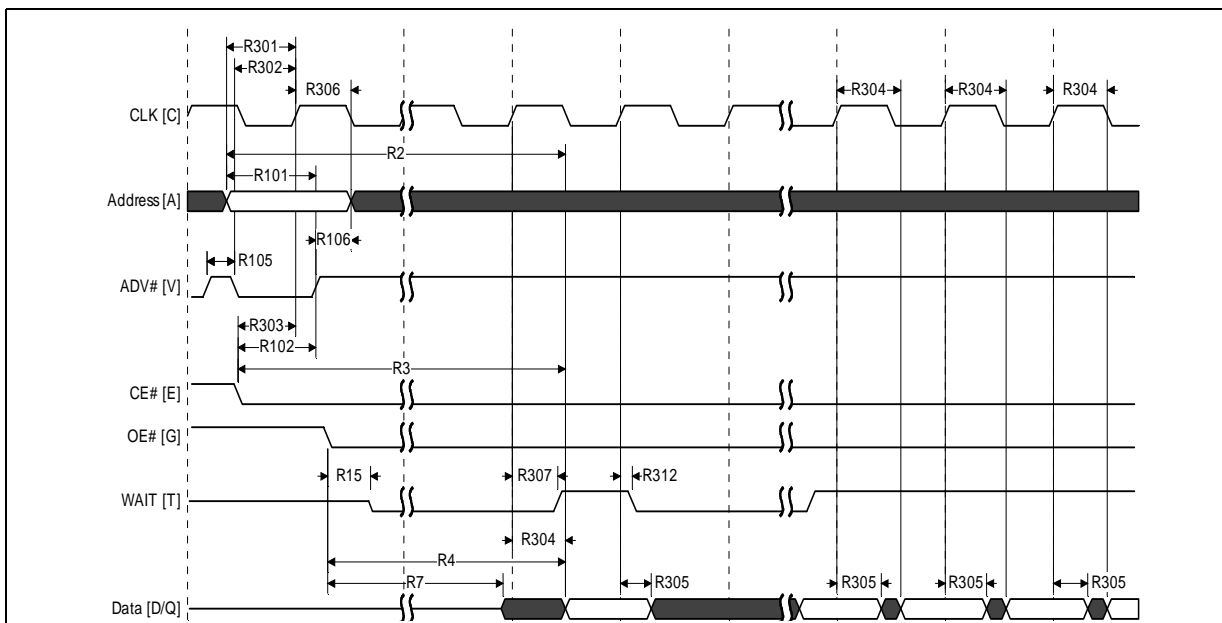 R301
R302
R306 R304 R304 R304
CLK [C]
R2
R101
Address [A]
R106
R105
ADV# [V]
R303
R102
R3
CE# [E]
OE# [G]
R15 R307 R312
WAIT [T]
R304
R4
R7 R305 R305 R305 R305
Data [D/Q]